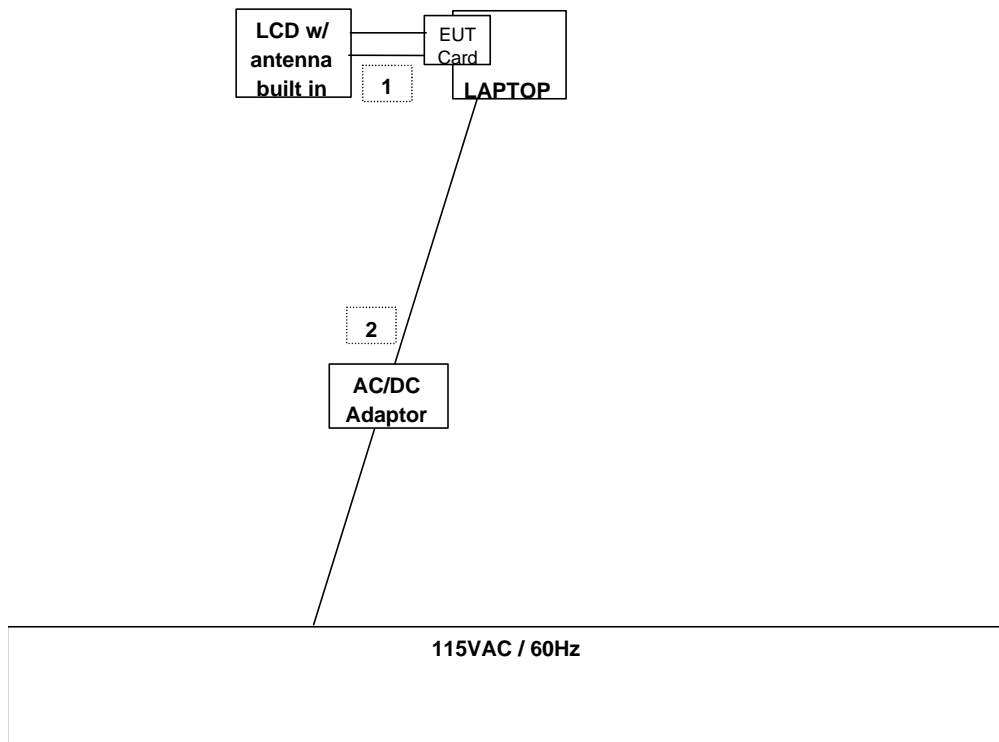 LCD w/
antenna
built in
1
EUT
Card
LAPTOP
2
AC/DC
Adaptor
115VAC / 60Hz